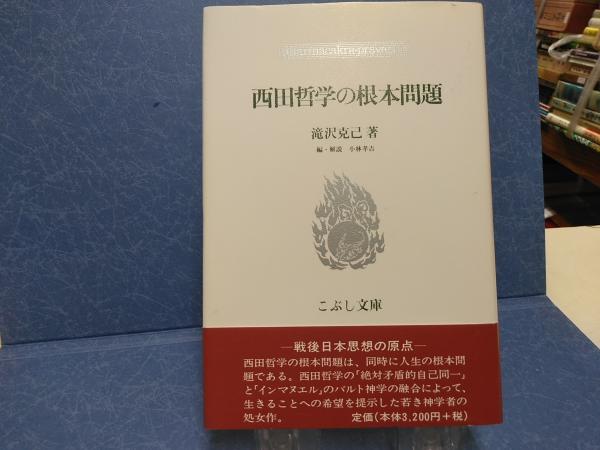 西田哲学の根本問題
滝沢克己 著
編・解説 小林孝吉
こぶし文庫
―戦後日本思想の原点―
西田哲学の根本問題は、同時に人生の根本問
題である。西田哲学の「絶対矛盾的自己同一」
と「インマヌエル」のバルト神学の融合によって、
生きることへの希望を提示した若き神学者の
処女作。 定価(本体3,200円+税)